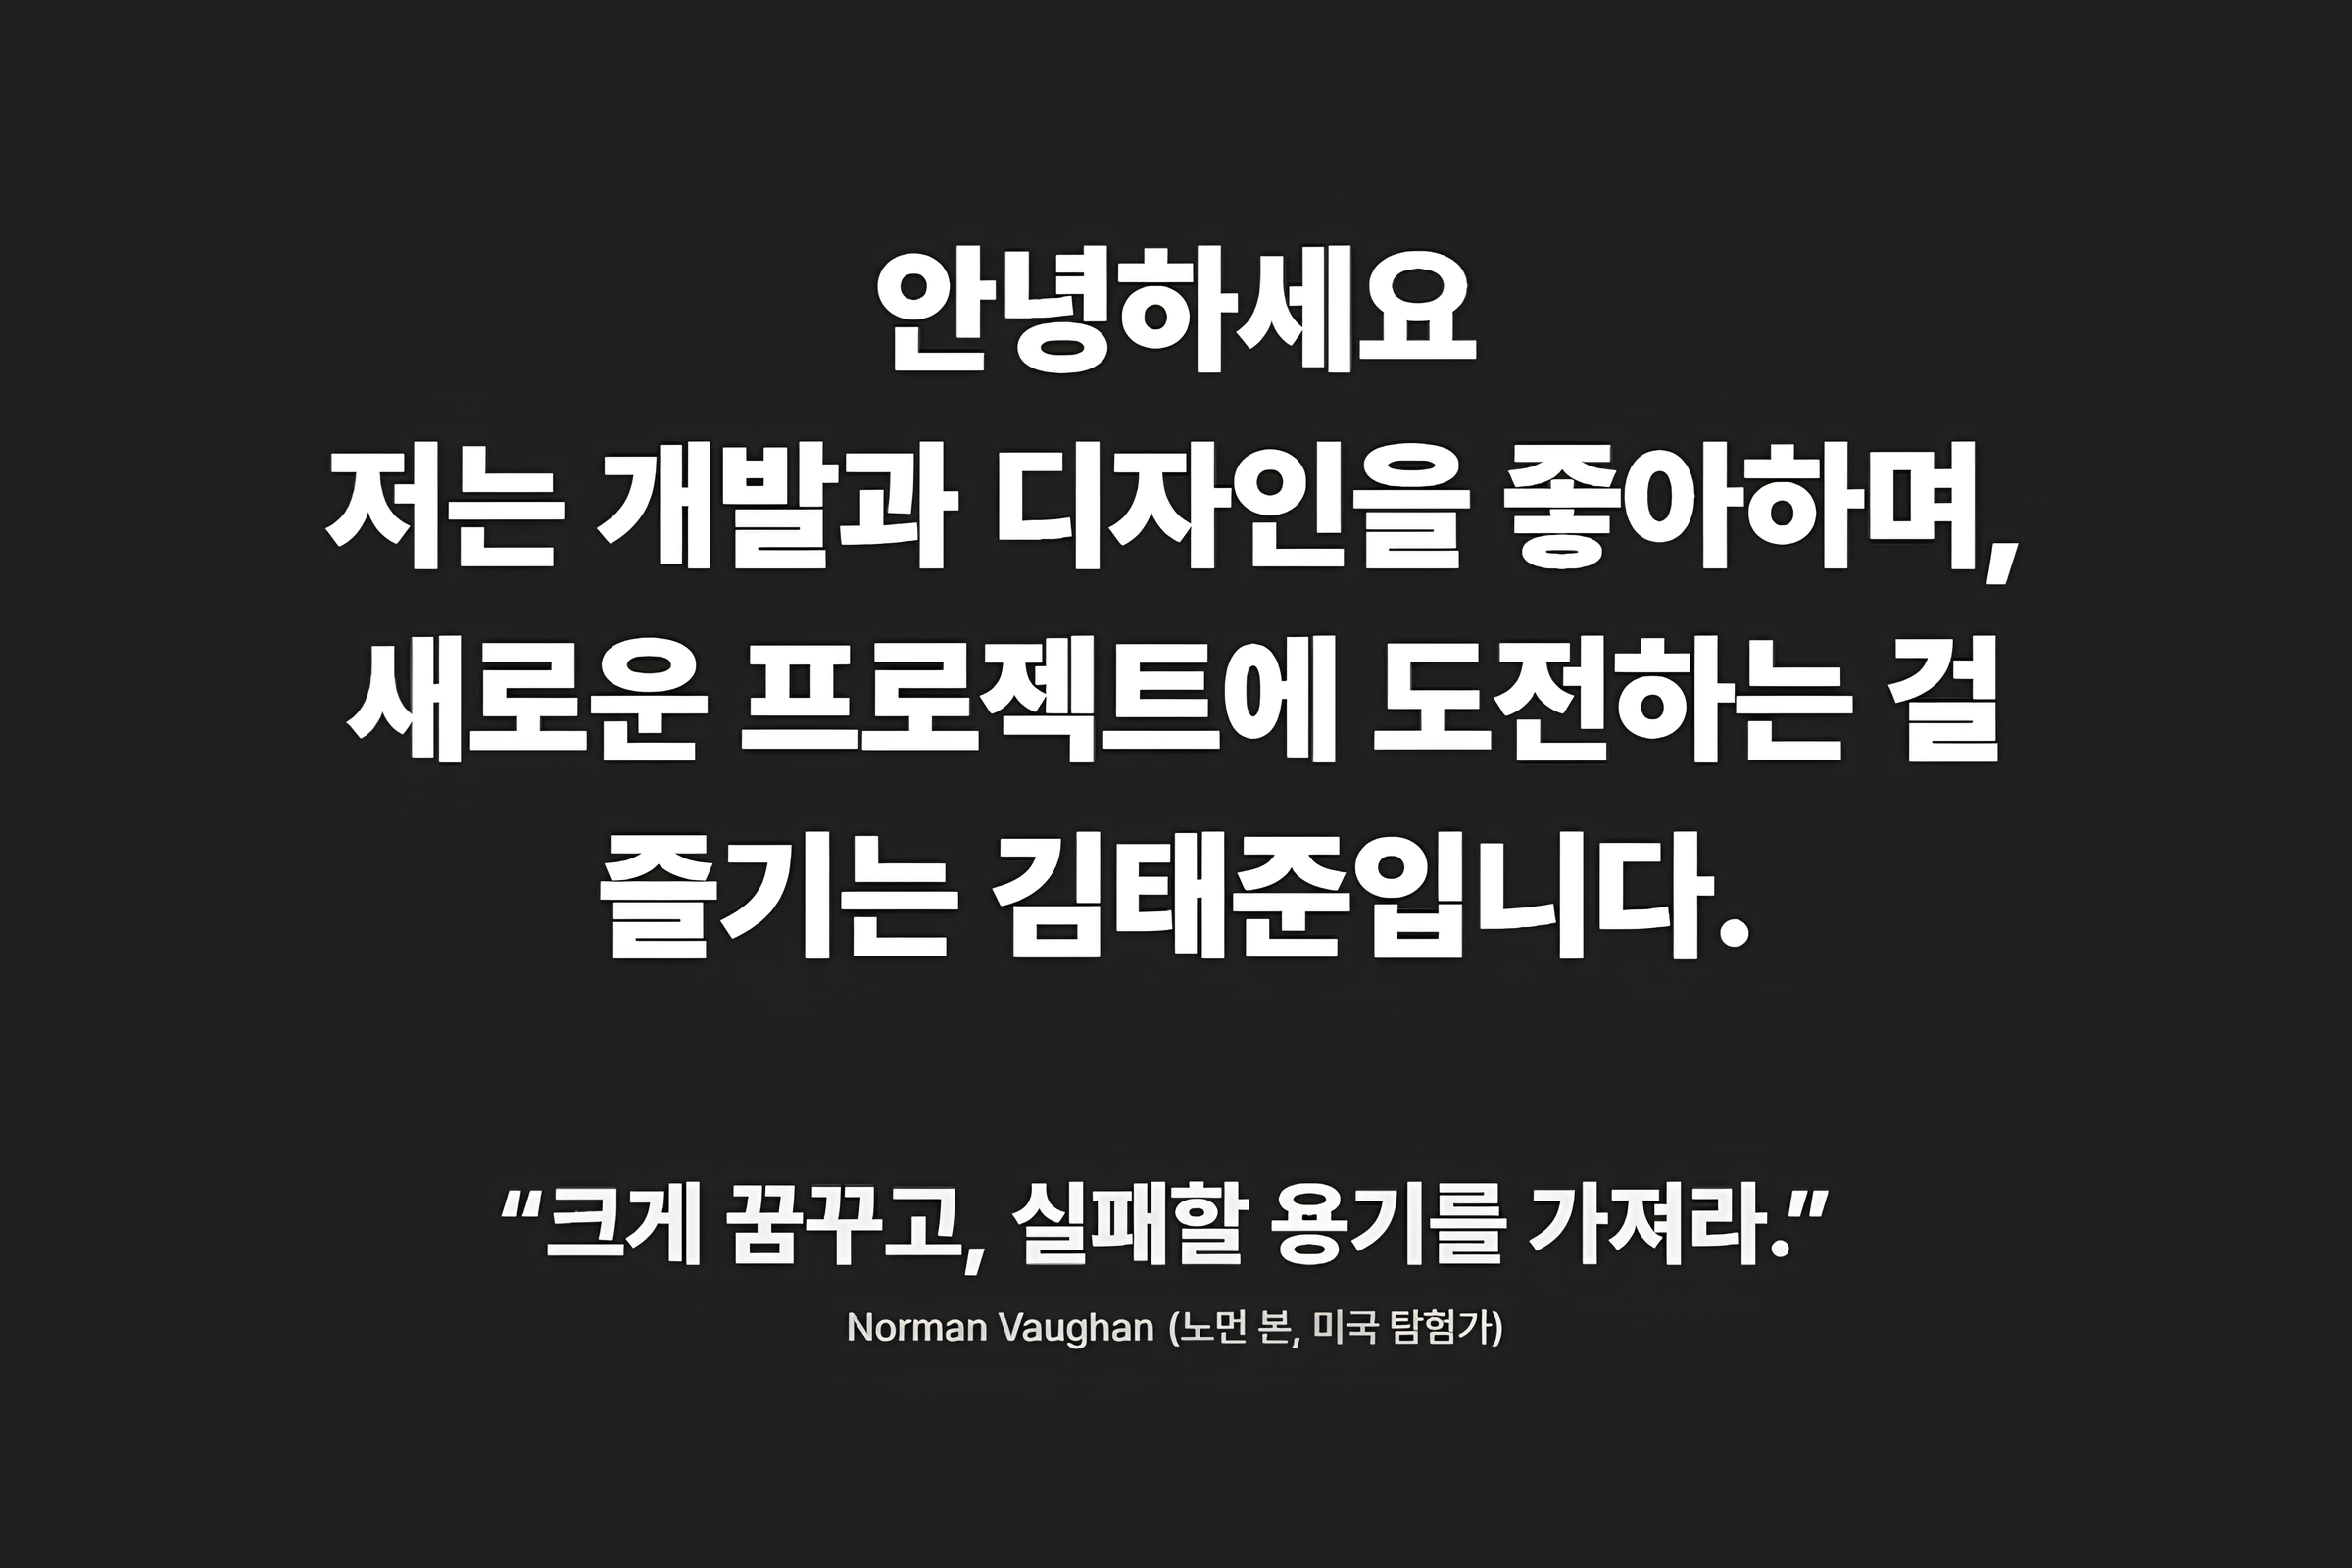 안녕하세요
저는 개발과 디자인을 좋아하며,
새로운 프로젝트에 도전하는 걸
즐기는 김태준입니다.
“크게 꿈꾸고, 실패할 용기를 가져라.”
Norman Vaughan (노먼 본, 미국 탐험가)